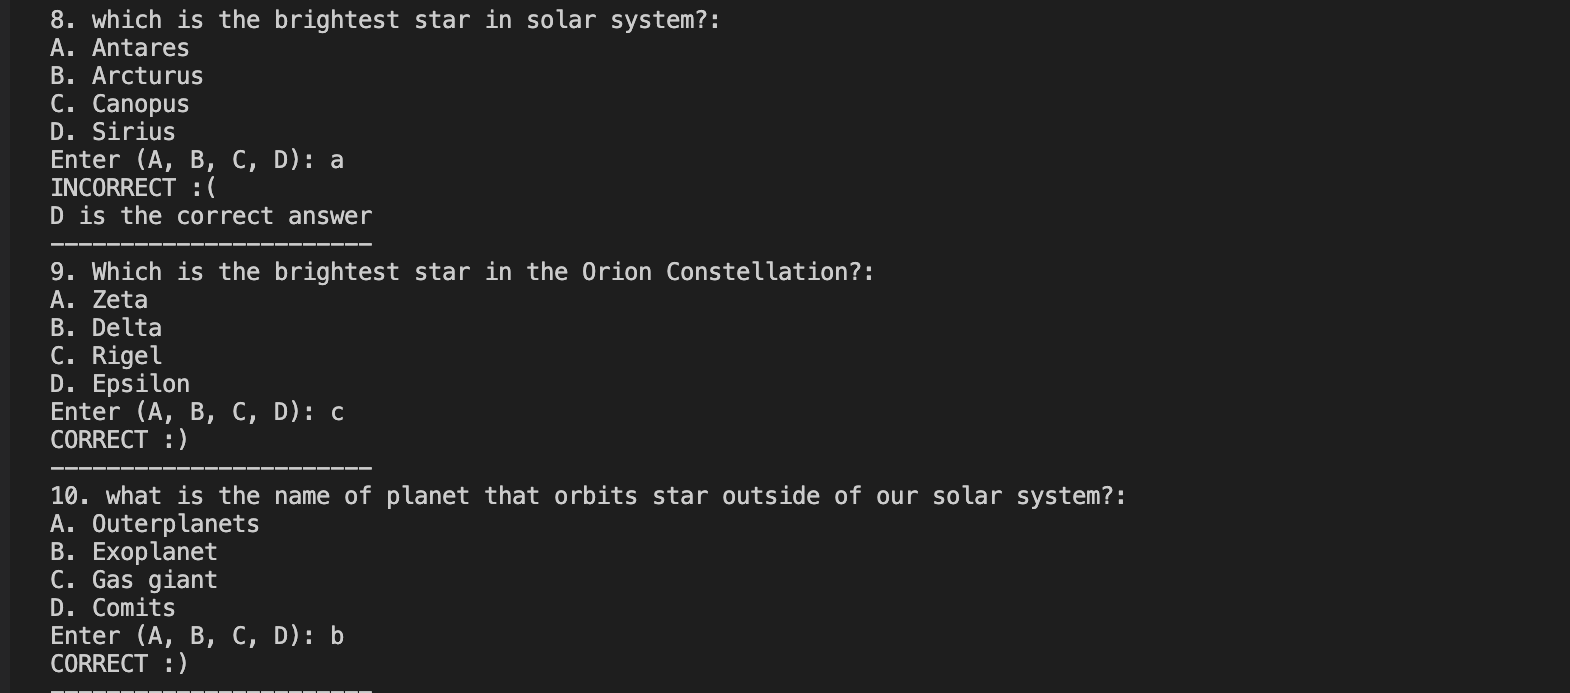 8. which is the brightest star in solar system?:
A. Antares
B. Arcturus
C. Canopus
D. Sirius
Enter (A, B, C, D): a
INCORRECT :(
D is the correct answer
-----------------------
9. Which is the brightest star in the Orion Constellation?:
A. Zeta
B. Delta
C. Rigel
D. Epsilon
Enter (A, B, C, D): c
CORRECT :)
-----------------------
10. what is the name of planet that orbits star outside of our solar system?:
A. Outerplanets
B. Exoplanet
C. Gas giant
D. Comits
Enter (A, B, C, D): b
CORRECT :)
-----------------------